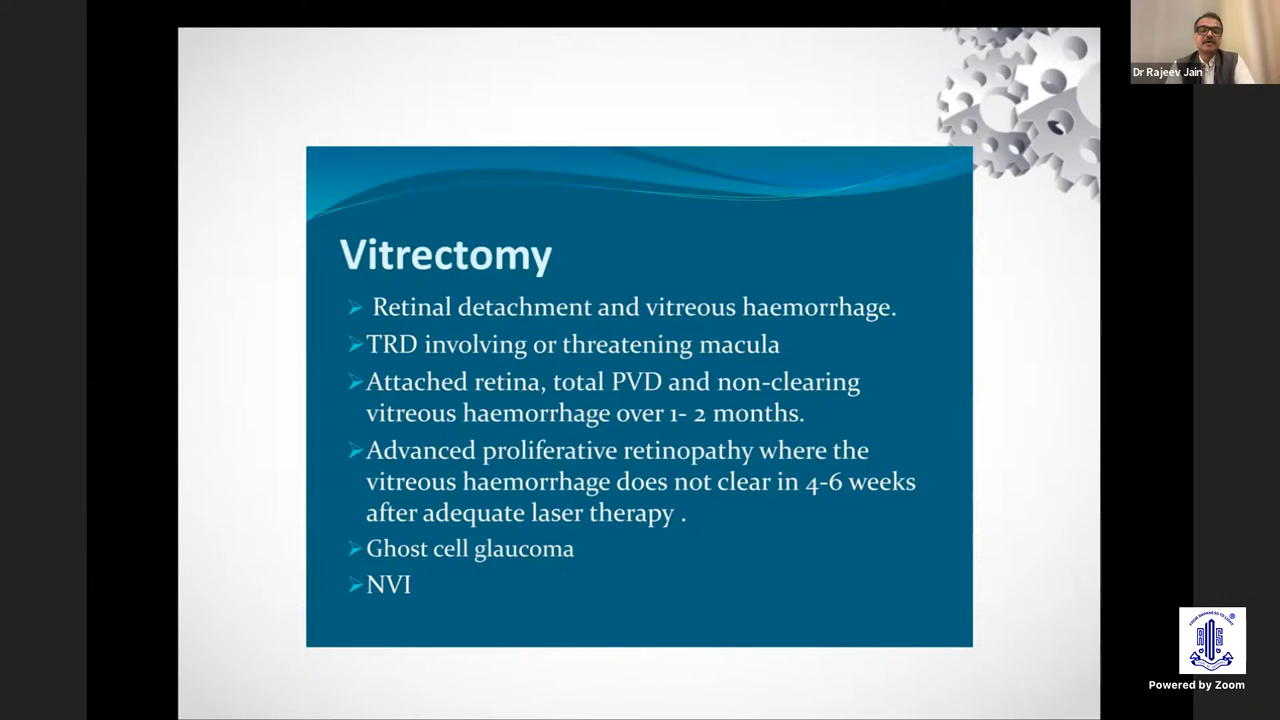 Dr Rajeev Jain
Vitrectomy
Retinal detachment and vitreous haemorrhage.
TRD involving or threatening macula
Attached retina, total PVD and non-clearing
vitreous haemorrhage over 1- 2 months.
Advanced proliferative retinopathy where the
vitreous haemorrhage does not clear in 4-6 weeks
after adequate laser therapy .
Ghost cell glaucoma
NVI
Powered by Zoom